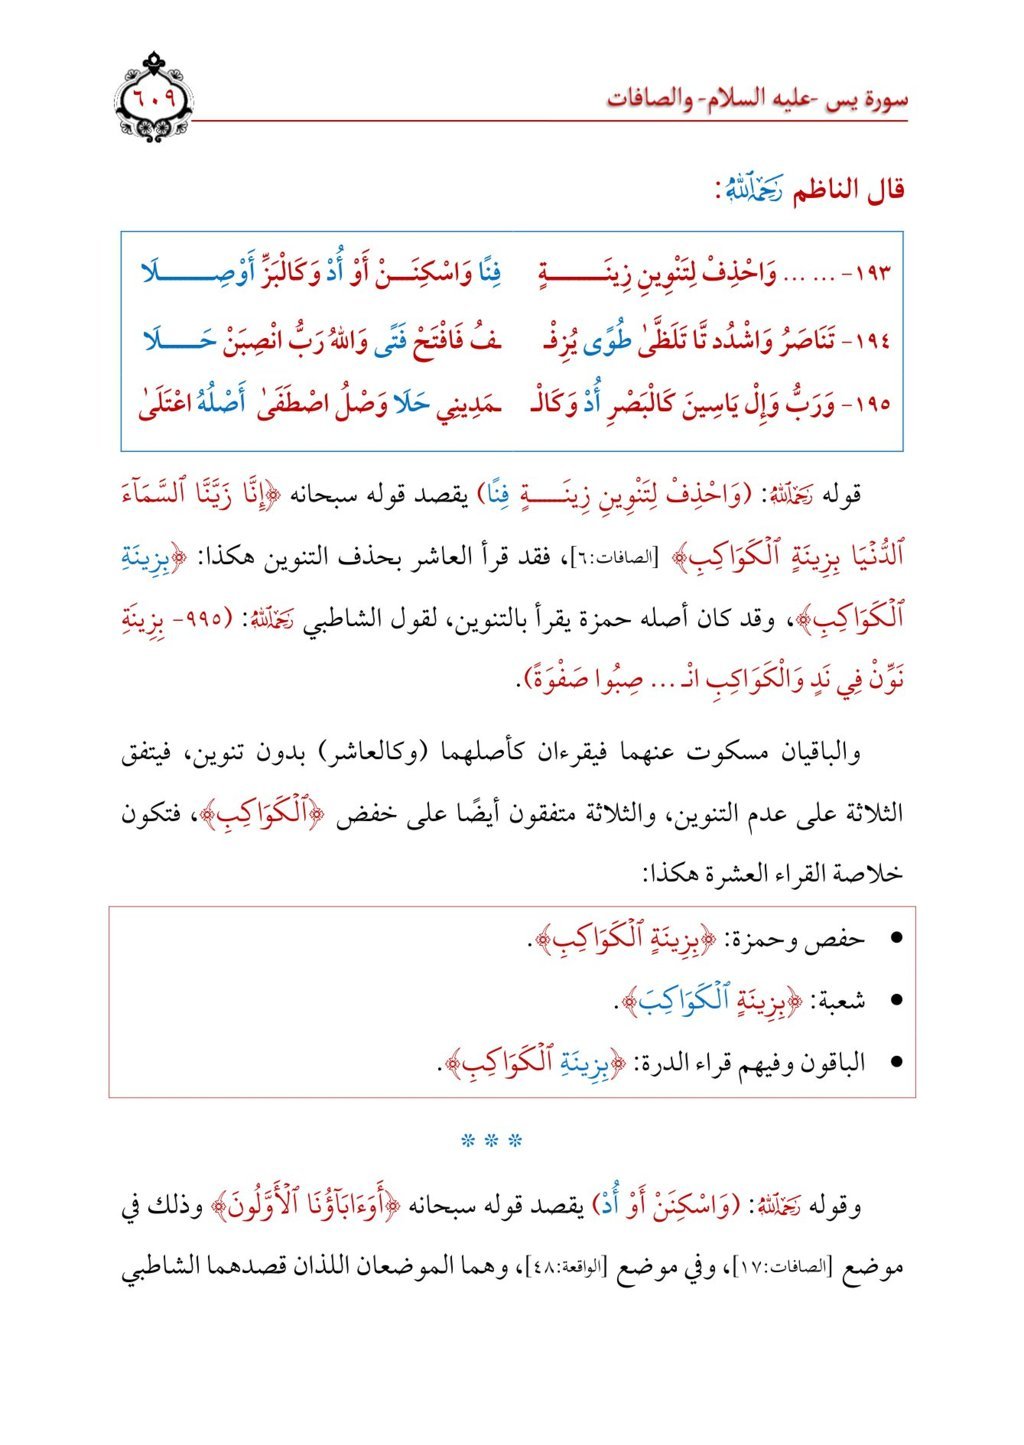 سورة يس -عليه السلام- والصافات
٦٠٩
قال الناظم رَحِمَهُ ٱللَّهُ:
١٩٣- ... ... وَاحْذِفْ لِتَنْوِينِ زِينَـــــــــةٍ فِنًا وَاسْكِنَـــنْ أَوْ أُدْ وَكَالْبَزِّ أَوْصِـــــــلَا
١٩٤- تَنَاصَرُ وَاشْدُد تَّا تَلَظَّىٰ طُوًى يُزِفْـ ـفُ فَافْتَحْ فَتًى وَاللهُ رَبُّ انْصِبَنْ حَـــــلَا
١٩٥- وَرَبُّ وَإِلْ يَاسِينَ كَالْبَصْرِ أُدْ وَكَالْـ ـمَدِينِي حَلَا وَصْلُ اصْطَفَىٰ أَصْلُهُ اعْتَلَىٰ
قوله رَحِمَهُ ٱللَّهُ: (وَاحْذِفْ لِتَنْوِينِ زِينَـــــةٍ فِنًا) يقصد قوله سبحانه ﴿إِنَّا زَيَّنَّا ٱلسَّمَآءَ
ٱلدُّنْيَا بِزِينَةٍ ٱلْكَوَاكِبِ﴾ [الصافات:٦]، فقد قرأ العاشر بحذف التنوين هكذا: ﴿بِزِينَةِ
ٱلْكَوَاكِبِ﴾، وقد كان أصله حمزة يقرأ بالتنوين، لقول الشاطبي رَحِمَهُ ٱللَّهُ: (٩٩٥- بِزِينَةِ
نَوِّنْ فِي نَدٍ وَالْكَوَاكِبِ انْـ ... صِبُوا صَفْوَةً).
والباقيان مسكوت عنهما فيقرءان كأصلهما (وكالعاشر) بدون تنوين، فيتفق
الثلاثة على عدم التنوين، والثلاثة متفقون أيضًا على خفض ﴿ٱلْكَوَاكِبِ﴾، فتكون
خلاصة القراء العشرة هكذا:
● حفص وحمزة: ﴿بِزِينَةٍ ٱلْكَوَاكِبِ﴾.
● شعبة: ﴿بِزِينَةٍ ٱلْكَوَاكِبَ﴾.
● الباقون وفيهم قراء الدرة: ﴿بِزِينَةِ ٱلْكَوَاكِبِ﴾.
* * *
وقوله رَحِمَهُ ٱللَّهُ: (وَاسْكِنَنْ أَوْ أُدْ) يقصد قوله سبحانه ﴿أَوَءَابَآؤُنَا ٱلْأَوَّلُونَ﴾ وذلك في
موضع [الصافات:١٧]، وفي موضع [الواقعة:٤٨]، وهما الموضعان اللذان قصدهما الشاطبي